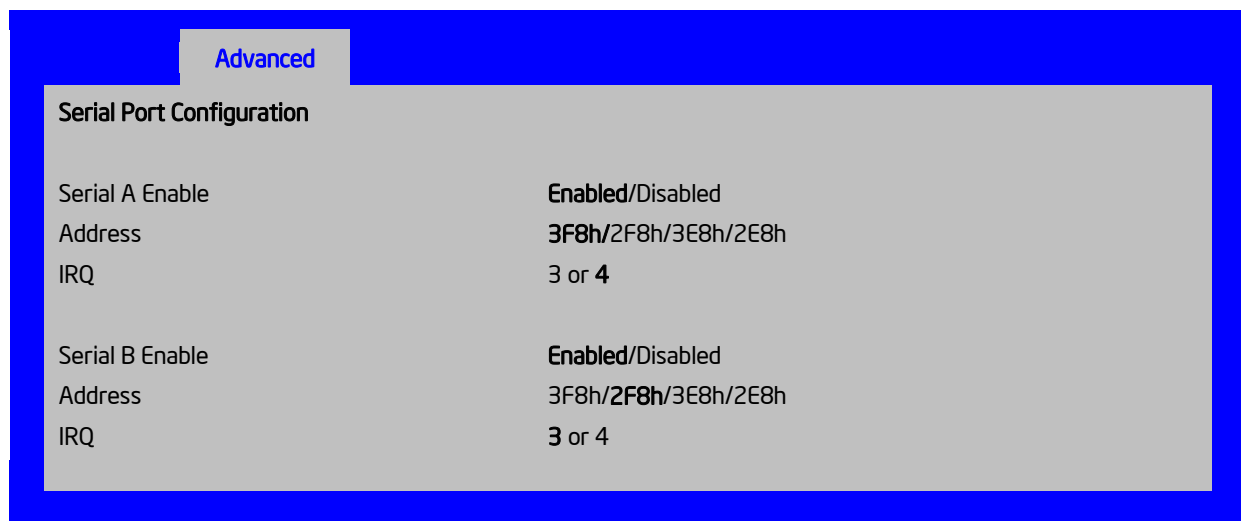 Advanced
Serial Port Configuration
Serial A Enable Enabled/Disabled
Address 3F8h/2F8h/3E8h/2E8h
IRQ 3 or 4
Serial B Enable Enabled/Disabled
Address 3F8h/2F8h/3E8h/2E8h
IRQ 3 or 4